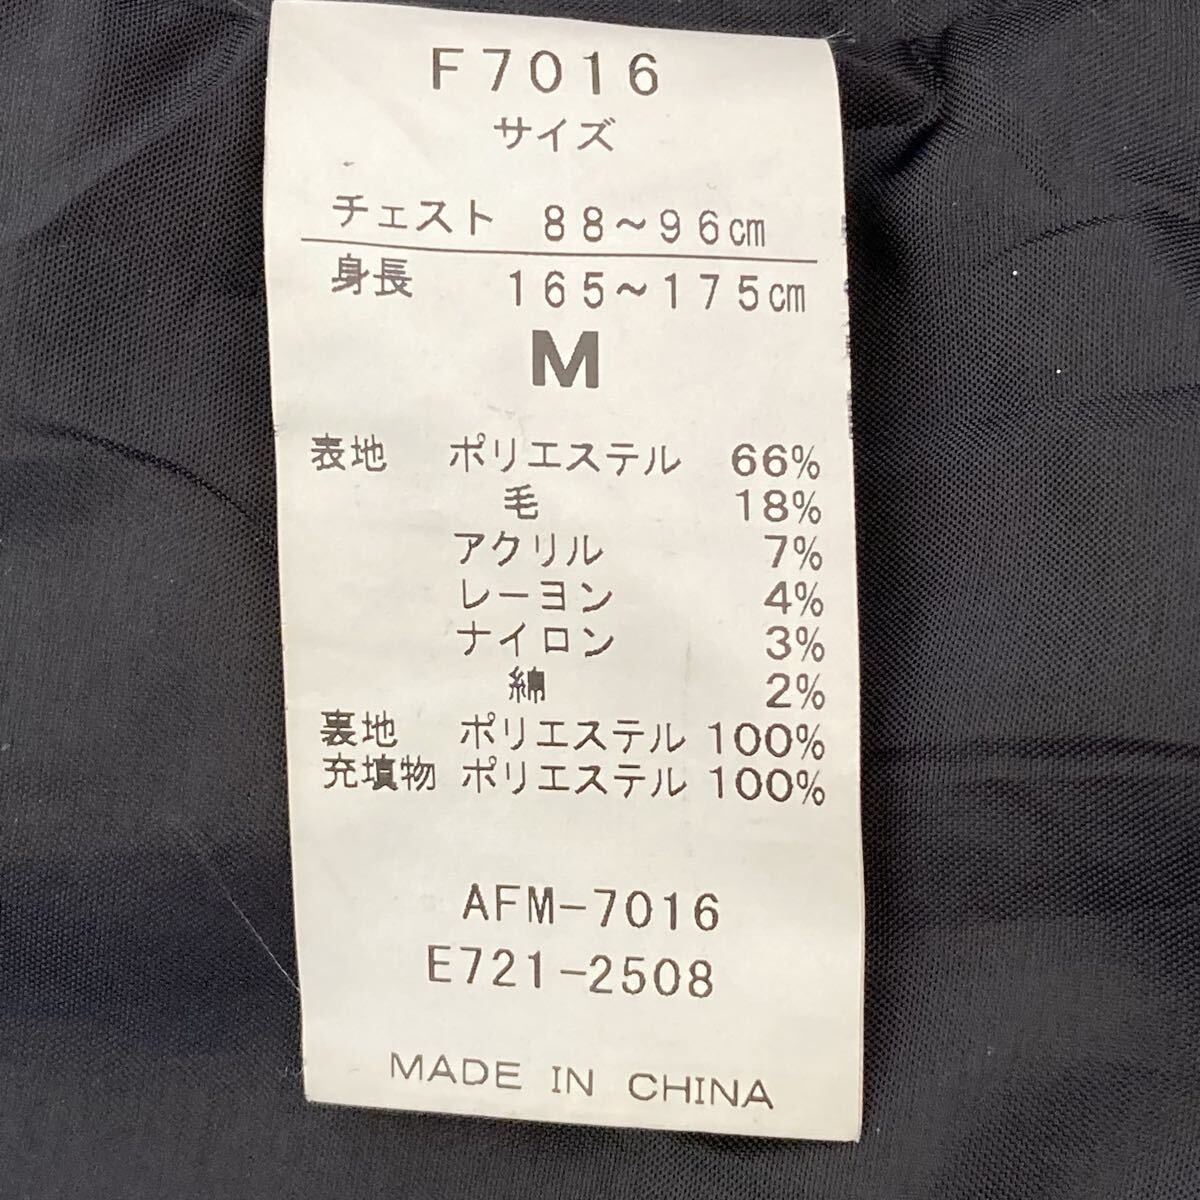 F7016
サイズ
チェスト 88~96cm
身長 165~175cm
M
表地 ポリエステル 66%
毛 18%
アクリル 7%
レーヨン 4%
ナイロン 3%
綿 2%
裏地 ポリエステル 100%
充填物 ポリエステル 100%
AFM-7016
E721-2508
MADE IN CHINA